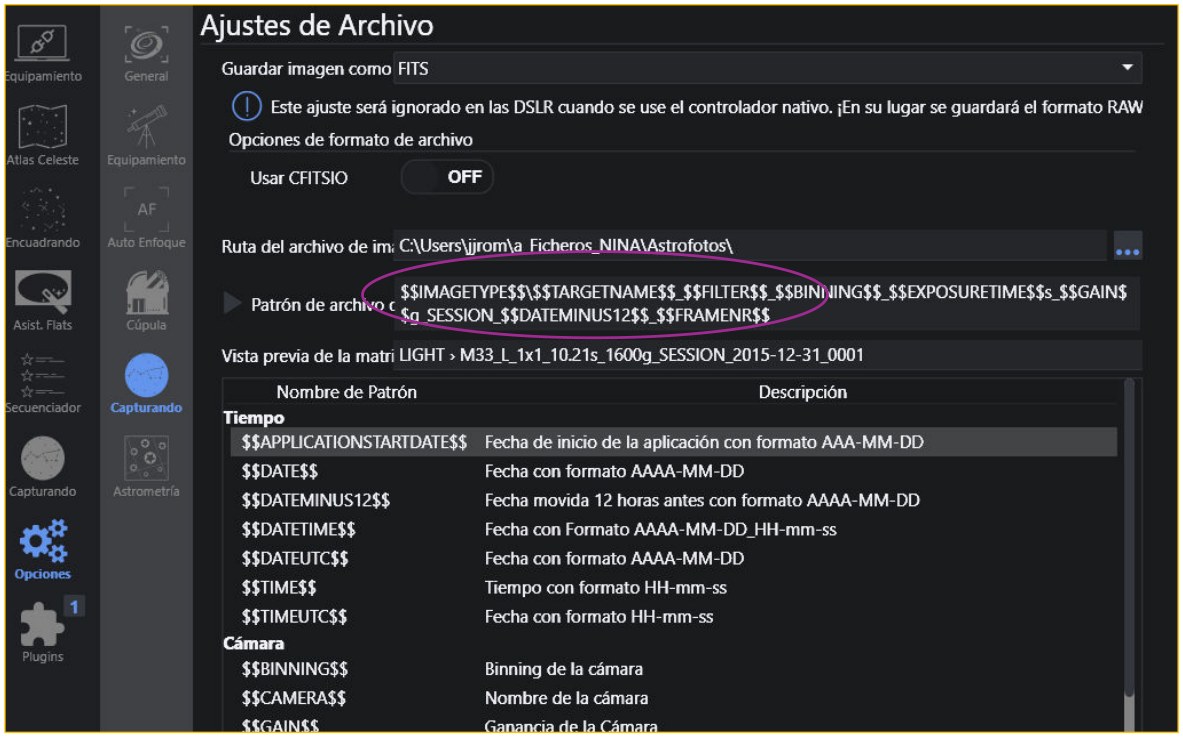 Equipamiento
Atlas Celeste
Encuadrando
Asist. Flats
Secuenciador
Capturando
Opciones
1
Plugins
General
Equipamiento
AF
Auto Enfoque
Cúpula
Capturando
Astrometría
Ajustes de Archivo
Guardar imagen como FITS
Este ajuste será ignorado en las DSLR cuando se use el controlador nativo. ¡En su lugar se guardará el formato RAW
Opciones de formato de archivo
Usar CFITSIO OFF
Ruta del archivo de ima C:\Users\jjrom\a_Ficheros_NINA\Astrofotos\ ...
Patrón de archivo d $$IMAGETYPE$$\$$TARGETNAME$$_$$FILTER$$_$$BINNING$$_$$EXPOSURETIME$$s_$$GAIN$
$g_SESSION_$$DATEMINUS12$$_$$FRAMENR$$
Vista previa de la matri LIGHT › M33_L_1x1_10.21s_1600g_SESSION_2015-12-31_0001
Nombre de Patrón Descripción
Tiempo
$$APPLICATIONSTARTDATE$$ Fecha de inicio de la aplicación con formato AAA-MM-DD
$$DATE$$ Fecha con formato AAAA-MM-DD
$$DATEMINUS12$$ Fecha movida 12 horas antes con formato AAAA-MM-DD
$$DATETIME$$ Fecha con Formato AAAA-MM-DD_HH-mm-ss
$$DATEUTC$$ Fecha con formato AAAA-MM-DD
$$TIME$$ Tiempo con formato HH-mm-ss
$$TIMEUTC$$ Fecha con formato HH-mm-ss
Cámara
$$BINNING$$ Binning de la cámara
$$CAMERA$$ Nombre de la cámara
$$GAIN$$ Ganancia de la Cámara